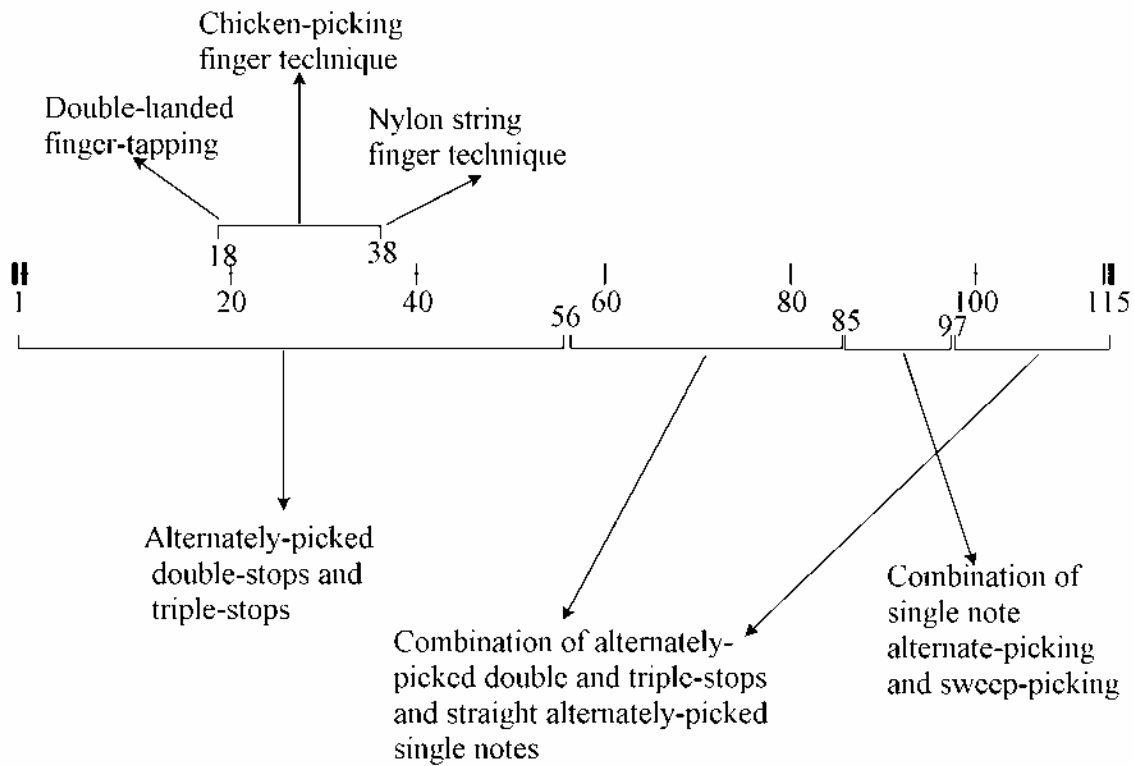 Chicken-picking
finger technique
Double-handed
finger-tapping
Nylon string
finger technique
18
38
1
20
40
56
60
80
85
97
100
115
Alternately-picked
double-stops and
triple-stops
Combination of alternately-
picked double and triple-stops
and straight alternately-picked
single notes
Combination of
single note
alternate-picking
and sweep-picking